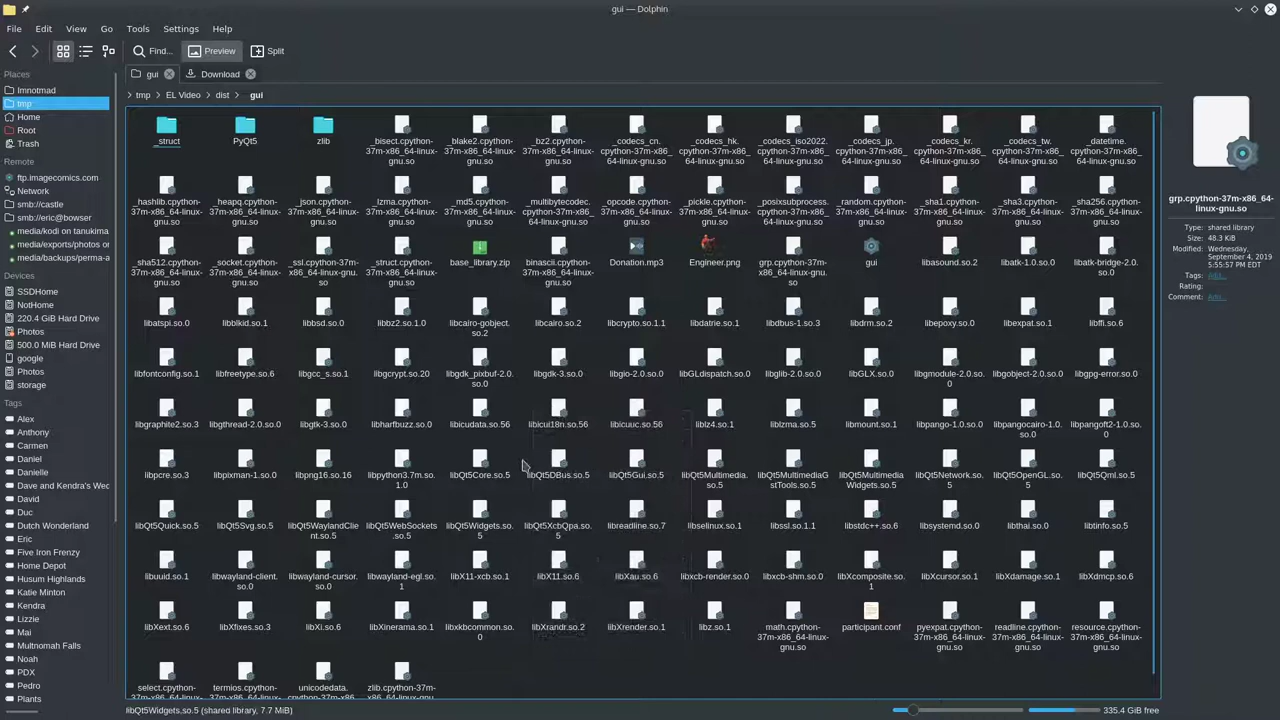 gui — Dolphin
File Edit View Go Tools Settings Help
Find... Preview Split
Places
Imnotmad
tmp
Home
Root
Trash
Remote
ftp.imagecomics.com
Network
smb://castle
smb://eric@bowser
media/kodi on tanukima
media/exports/photos or
media/backups/perma-a
Devices
SSDHome
NotHome
220.4 GiB Hard Drive
Photos
500.0 MiB Hard Drive
google
Photos
storage
Tags
Alex
Anthony
Carmen
Daniel
Danielle
Dave and Kendra's Wed
David
Duc
Dutch Wonderland
Eric
Five Iron Frenzy
Home Depot
Husum Highlands
Katie Minton
Kendra
Lizzie
Mai
Multnomah Falls
Noah
PDX
Pedro
Plants
gui Download
tmp EL Video dist gui
_struct PyQt5 zlib _bisect.cpython- _blake2.cpython- _bz2.cpython- _codecs_cn. _codecs_hk. _codecs_iso2022. _codecs_jp. _codecs_kr. _codecs_tw. _datetime.
37m-x86_64-linux- 37m-x86_64-linux- 37m-x86_64-linux- cpython-37m-x86_ cpython-37m-x86_ cpython-37m-x86_ cpython-37m-x86_ cpython-37m-x86_ cpython-37m-x86_ cpython-37m-x86_
gnu.so gnu.so gnu.so 64-linux-gnu.so 64-linux-gnu.so 64-linux-gnu.so 64-linux-gnu.so 64-linux-gnu.so 64-linux-gnu.so 64-linux-gnu.so
_hashlib.cpython- _heapq.cpython- _json.cpython- _lzma.cpython- _md5.cpython- _multibytecodec. _opcode.cpython- _pickle.cpython- _posixsubprocess. _random.cpython- _sha1.cpython- _sha3.cpython- _sha256.cpython-
37m-x86_64-linux- 37m-x86_64-linux- 37m-x86_64-linux- 37m-x86_64-linux- 37m-x86_64-linux- cpython-37m-x86_ 37m-x86_64-linux- 37m-x86_64-linux- cpython-37m-x86_ 37m-x86_64-linux- 37m-x86_64-linux- 37m-x86_64-linux- 37m-x86_64-linux-
gnu.so gnu.so gnu.so gnu.so gnu.so 64-linux-gnu.so gnu.so gnu.so 64-linux-gnu.so gnu.so gnu.so gnu.so gnu.so
_sha512.cpython- _socket.cpython- _ssl.cpython-37m- _struct.cpython- base_library.zip binascii.cpython- Donation.mp3 Engineer.png grp.cpython-37m- gui libasound.so.2 libatk-1.0.so.0 libatk-bridge-2.0.
37m-x86_64-linux- 37m-x86_64-linux- x86_64-linux-gnu. 37m-x86_64-linux- 37m-x86_64-linux- x86_64-linux-gnu. so.0
gnu.so gnu.so so gnu.so gnu.so so
libatspi.so.0 libblkid.so.1 libbsd.so.0 libbz2.so.1.0 libcairo-gobject. libcairo.so.2 libcrypto.so.1.1 libdatrie.so.1 libdbus-1.so.3 libdrm.so.2 libepoxy.so.0 libexpat.so.1 libffi.so.6
so.2
libfontconfig.so.1 libfreetype.so.6 libgcc_s.so.1 libgcrypt.so.20 libgdk_pixbuf-2.0. libgdk-3.so.0 libgio-2.0.so.0 libGLdispatch.so.0 libglib-2.0.so.0 libGLX.so.0 libgmodule-2.0.so. libgobject-2.0.so.0 libgpg-error.so.0
so.0 0
libgraphite2.so.3 libgthread-2.0.so.0 libgtk-3.so.0 libharfbuzz.so.0 libicudata.so.56 libicui18n.so.56 libicuuc.so.56 liblz4.so.1 liblzma.so.5 libmount.so.1 libpango-1.0.so.0 libpangocairo-1.0. libpangoft2-1.0.so.
so.0 0
libpcre.so.3 libpixman-1.so.0 libpng16.so.16 libpython3.7m.so. libQt5Core.so.5 libQt5DBus.so.5 libQt5Gui.so.5 libQt5Multimedia. libQt5MultimediaG libQt5Multimedia libQt5Network.so. libQt5OpenGL.so. libQt5Qml.so.5
1.0 so.5 stTools.so.5 Widgets.so.5 5 5
libQt5Quick.so.5 libQt5Svg.so.5 libQt5WaylandClie libQt5WebSockets libQt5Widgets.so. libQt5XcbQpa.so. libreadline.so.7 libselinux.so.1 libssl.so.1.1 libstdc++.so.6 libsystemd.so.0 libthai.so.0 libtinfo.so.5
nt.so.5 .so.5 5 5
libuuid.so.1 libwayland-client. libwayland-cursor. libwayland-egl.so. libX11-xcb.so.1 libX11.so.6 libXau.so.6 libxcb-render.so.0 libxcb-shm.so.0 libXcomposite.so. libXcursor.so.1 libXdamage.so.1 libXdmcp.so.6
so.0 so.0 1 1
libXext.so.6 libXfixes.so.3 libXi.so.6 libXinerama.so.1 libxkbcommon.so. libXrandr.so.2 libXrender.so.1 libz.so.1 math.cpython- participant.conf pyexpat.cpython- readline.cpython- resource.cpython-
0 37m-x86_64-linux- 37m-x86_64-linux- 37m-x86_64-linux- 37m-x86_64-linux-
gnu.so gnu.so gnu.so gnu.so
select.cpython- termios.cpython- unicodedata. zlib.cpython-37m-
37m-x86_64-linux- 37m-x86_64-linux- cpython-37m-x86_ x86_64-linux-gnu.
grp.cpython-37m-x86_64-
linux-gnu.so
Type: shared library
Size: 48.3 KiB
Modified: Wednesday,
September 4, 2019
5:55:57 PM EDT
Tags: Add...
Rating:
Comment: Add...
libQt5Widgets.so.5 (shared library, 7.7 MiB)
335.4 GiB free